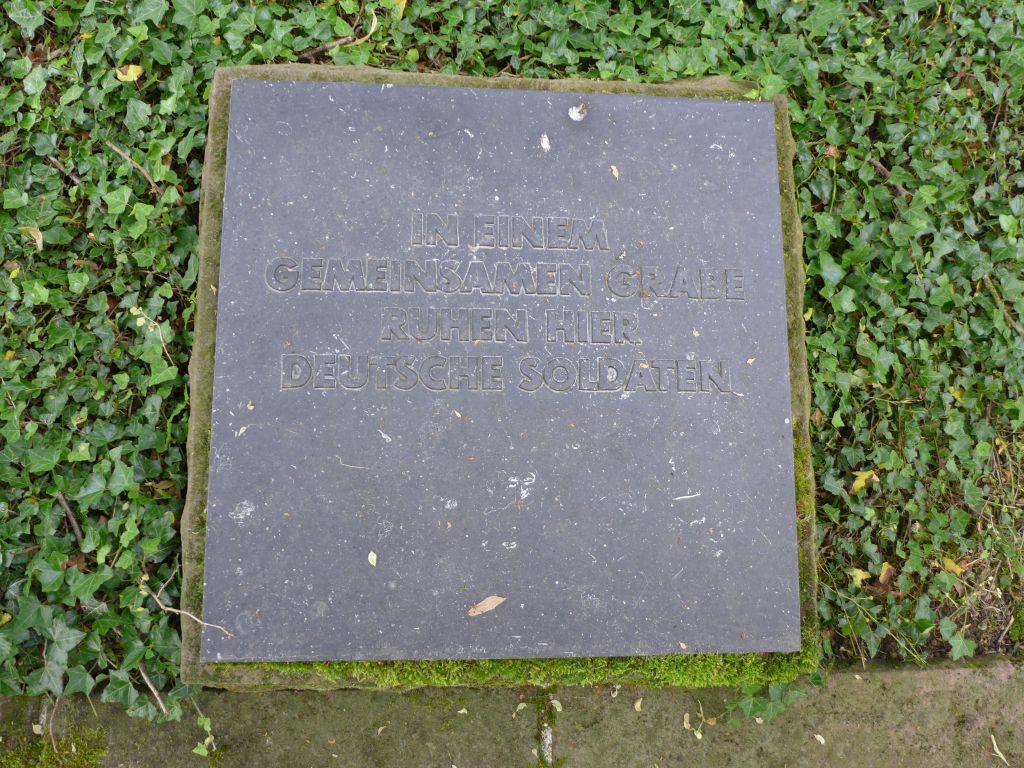 IN EINEM
GEMEINSAMEN GRABE
RUHEN HIER
DEUTSCHE SOLDATEN